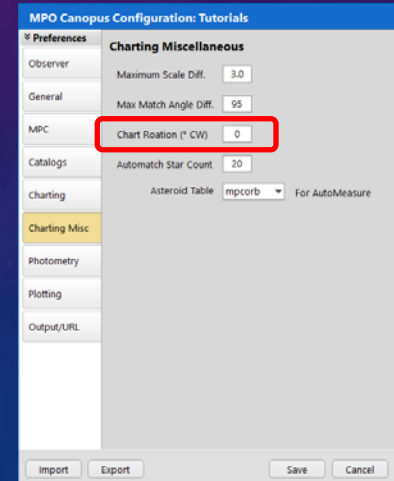 MPO Canopus Configuration: Tutorials
Preferences
Charting Miscellaneous
Observer
Maximum Scale Diff. 3.0
General
Max Match Angle Diff. 95
MPC
Chart Roation (° CW) 0
Catalogs
Automatch Star Count 20
Charting
Asteroid Table mpcorb For AutoMeasure
Charting Misc
Photometry
Plotting
Output/URL
Import Export Save Cancel